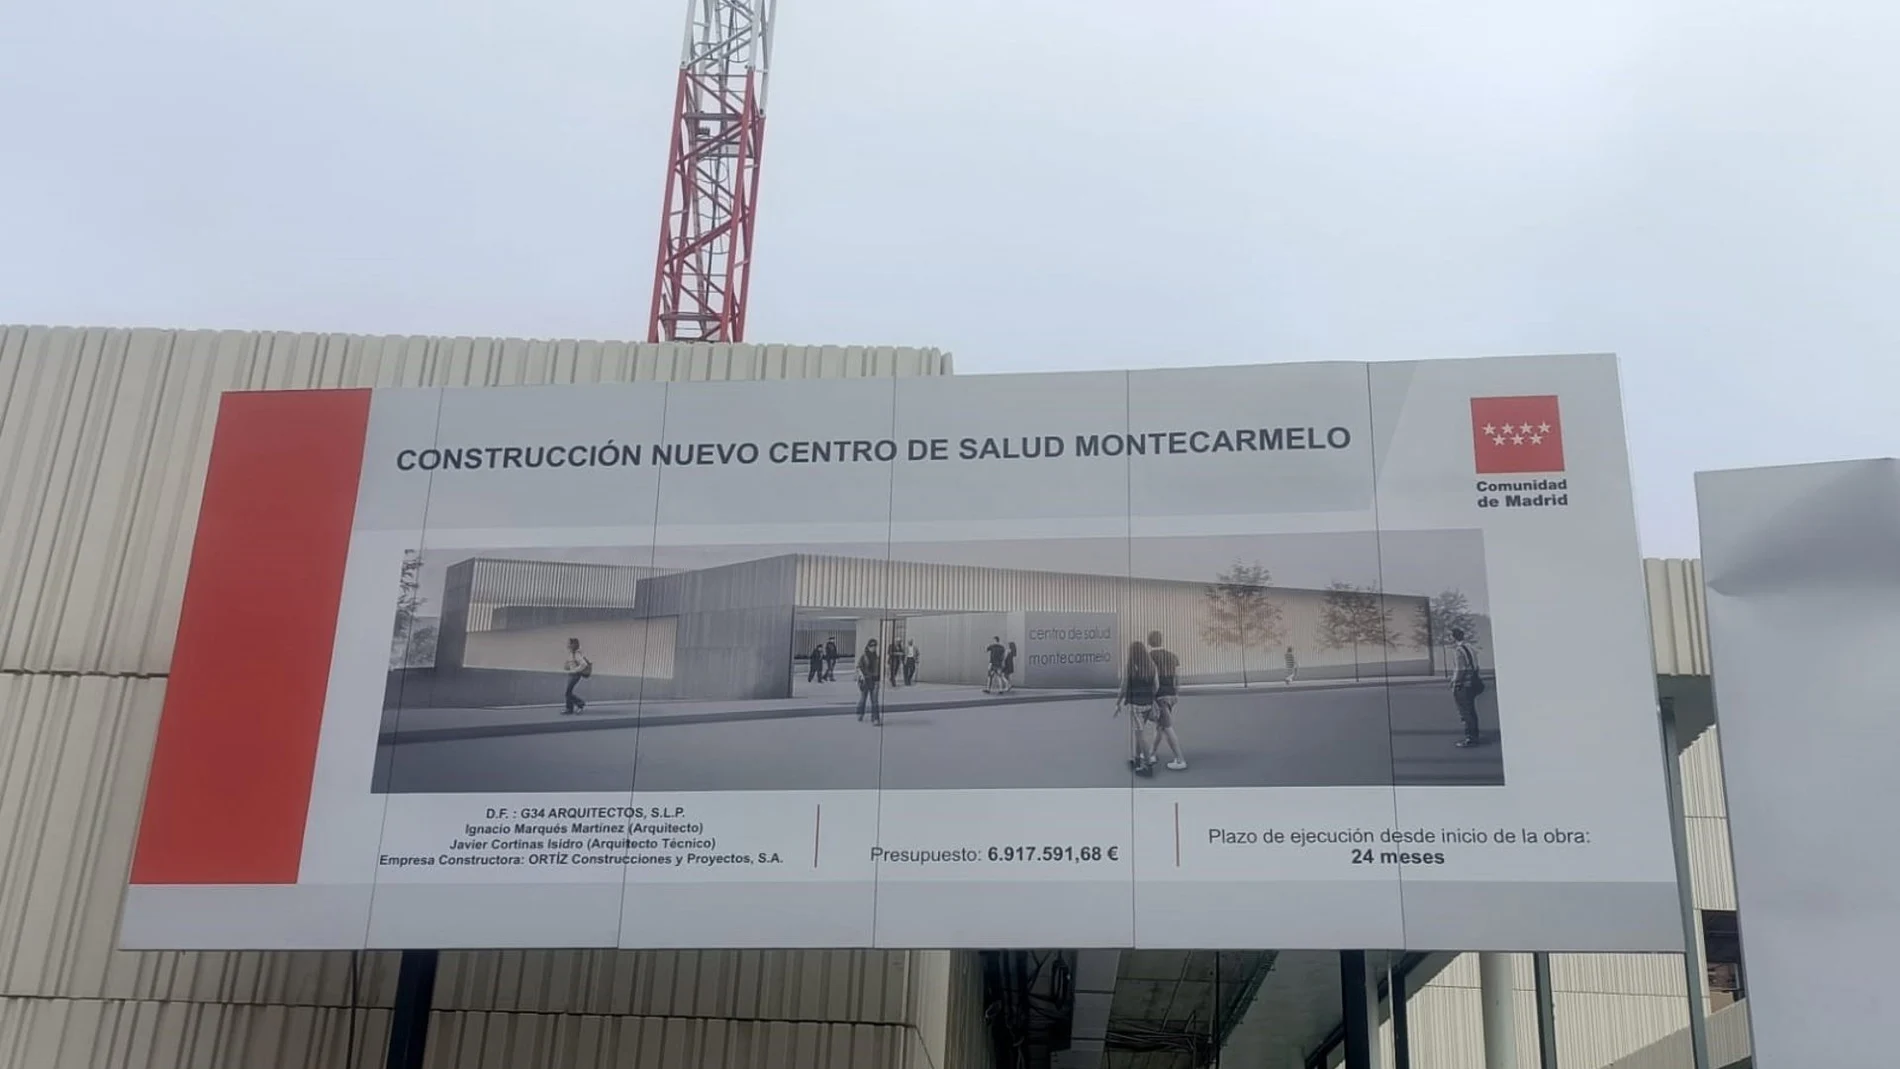 CONSTRUCCIÓN NUEVO CENTRO DE SALUD MONTECARMELO
Comunidad
de Madrid
centro de salud
montecarmelo
D.F. : G34 ARQUITECTOS, S.L.P.
Ignacio Marqués Martínez (Arquitecto)
Javier Cortinas Isidro (Arquitecto Técnico)
Empresa Constructora: ORTÍZ Construcciones y Proyectos, S.A.
Presupuesto: 6.917.591,68 €
Plazo de ejecución desde inicio de la obra:
24 meses